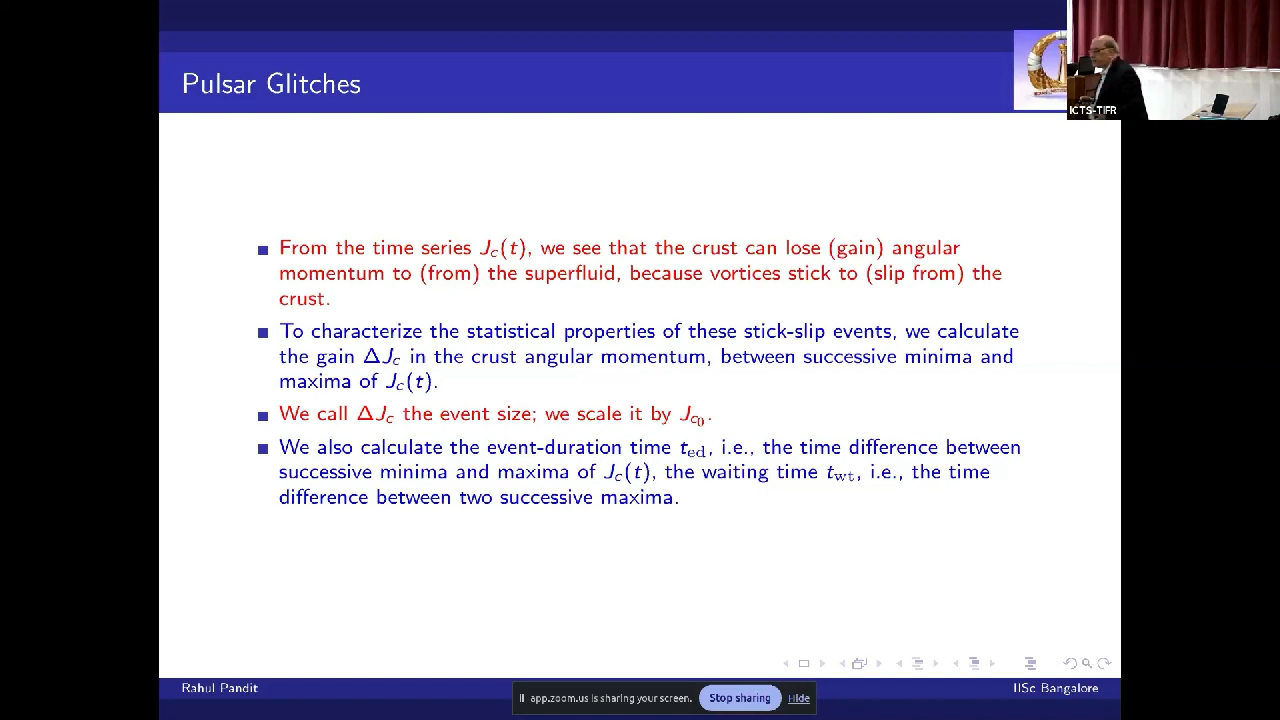 Pulsar Glitches
ICTS-TIFR
From the time series J_c(t), we see that the crust can lose (gain) angular
momentum to (from) the superfluid, because vortices stick to (slip from) the
crust.
To characterize the statistical properties of these stick-slip events, we calculate
the gain ΔJ_c in the crust angular momentum, between successive minima and
maxima of J_c(t).
We call ΔJ_c the event size; we scale it by J_{c_0}.
We also calculate the event-duration time t_ed, i.e., the time difference between
successive minima and maxima of J_c(t), the waiting time t_wt, i.e., the time
difference between two successive maxima.
Rahul Pandit
IISc Bangalore
app.zoom.us is sharing your screen.
Stop sharing
Hide